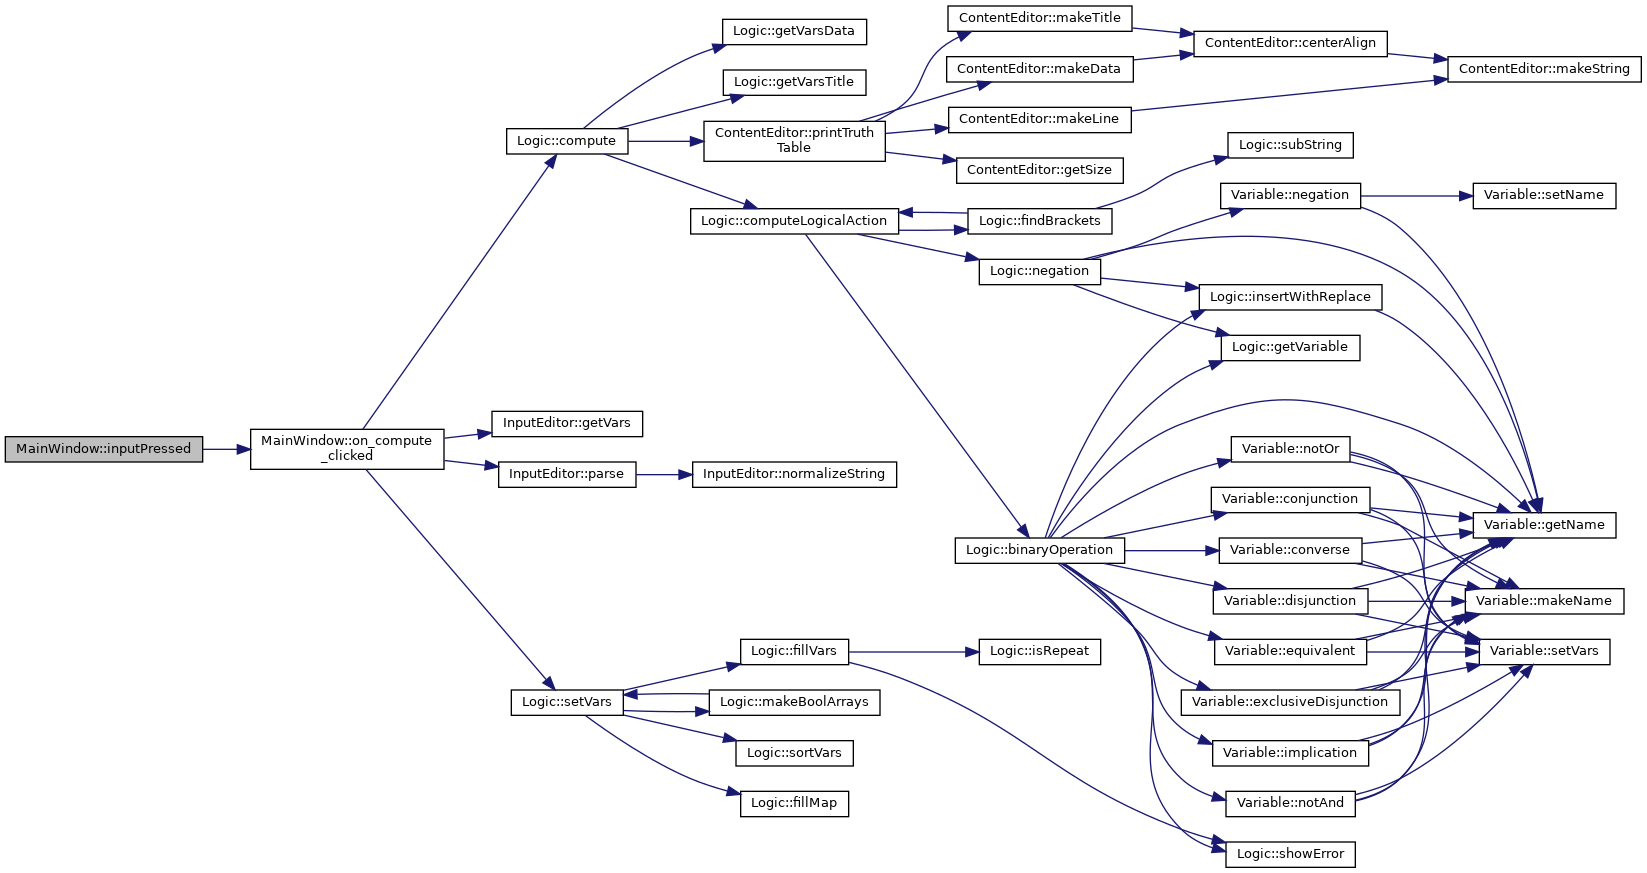 MainWindow::inputPressed
MainWindow::on_compute
_clicked
Logic::compute
Logic::getVarsData
Logic::getVarsTitle
ContentEditor::printTruth
Table
ContentEditor::makeTitle
ContentEditor::makeData
ContentEditor::makeLine
ContentEditor::getSize
ContentEditor::centerAlign
ContentEditor::makeString
Logic::computeLogicalAction
Logic::findBrackets
Logic::subString
Logic::negation
Variable::negation
Variable::setName
Logic::insertWithReplace
Logic::getVariable
Logic::binaryOperation
Variable::notOr
Variable::conjunction
Variable::converse
Variable::disjunction
Variable::equivalent
Variable::exclusiveDisjunction
Variable::implication
Variable::notAnd
Variable::getName
Variable::makeName
Variable::setVars
InputEditor::getVars
InputEditor::parse
InputEditor::normalizeString
Logic::setVars
Logic::fillVars
Logic::isRepeat
Logic::makeBoolArrays
Logic::sortVars
Logic::fillMap
Logic::showError